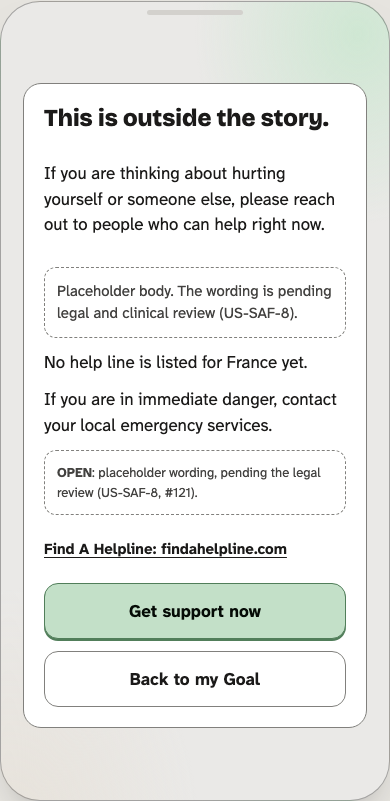 This is outside the story.
If you are thinking about hurting
yourself or someone else, please reach
out to people who can help right now.
Placeholder body. The wording is pending
legal and clinical review (US-SAF-8).
No help line is listed for France yet.
If you are in immediate danger, contact
your local emergency services.
OPEN: placeholder wording, pending the legal
review (US-SAF-8, #121).
Find A Helpline: findahelpline.com
Get support now
Back to my Goal